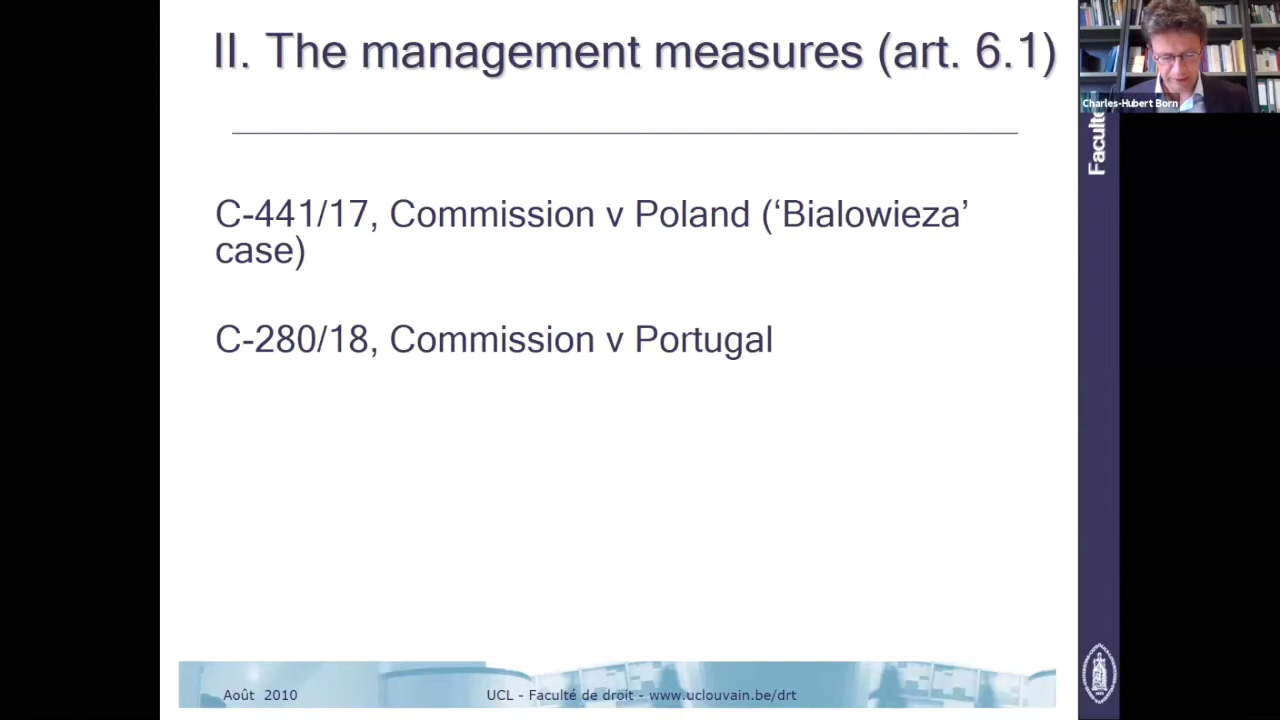 II. The management measures (art. 6.1)
Charles-Hubert Born
Faculté
C-441/17, Commission v Poland (‘Bialowieza’
case)
C-280/18, Commission v Portugal
Août 2010
UCL - Faculté de droit - www.uclouvain.be/drt